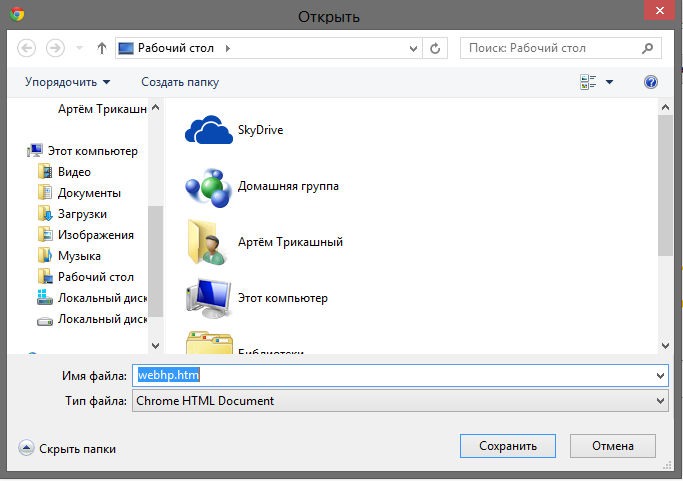 Открыть
Рабочий стол
Поиск: Рабочий стол
Упорядочить
Создать папку
Артём Трикашн
Этот компьютер
Видео
Документы
Загрузки
Изображения
Музыка
Рабочий стол
Локальный диск
Локальный диск
SkyDrive
Домашняя группа
Артём Трикашный
Этот компьютер
Библиотеки
Имя файла:
webhp.htm
Тип файла:
Chrome HTML Document
Скрыть папки
Сохранить
Отмена